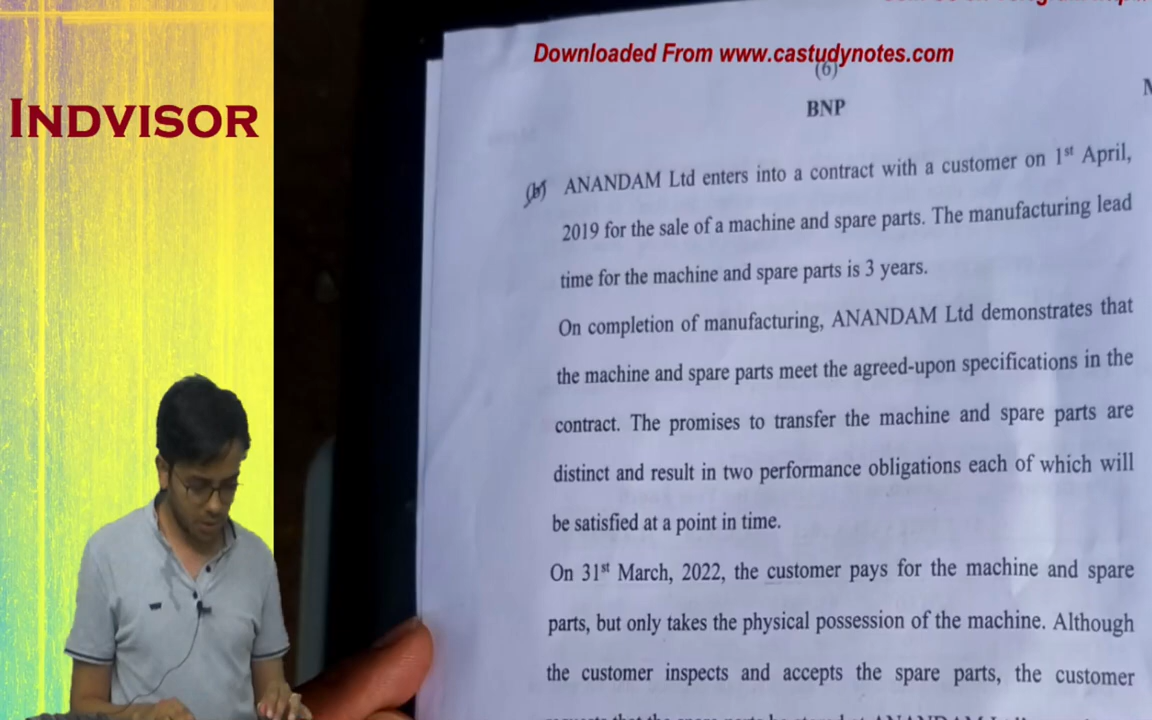 INDVISOR
Downloaded From www.castudynotes.com
(6)
BNP
(b) ANANDAM Ltd enters into a contract with a customer on 1st April,
2019 for the sale of a machine and spare parts. The manufacturing lead
time for the machine and spare parts is 3 years.
On completion of manufacturing, ANANDAM Ltd demonstrates that
the machine and spare parts meet the agreed-upon specifications in the
contract. The promises to transfer the machine and spare parts are
distinct and result in two performance obligations each of which will
be satisfied at a point in time.
On 31st March, 2022, the customer pays for the machine and spare
parts, but only takes the physical possession of the machine. Although
the customer inspects and accepts the spare parts, the customer